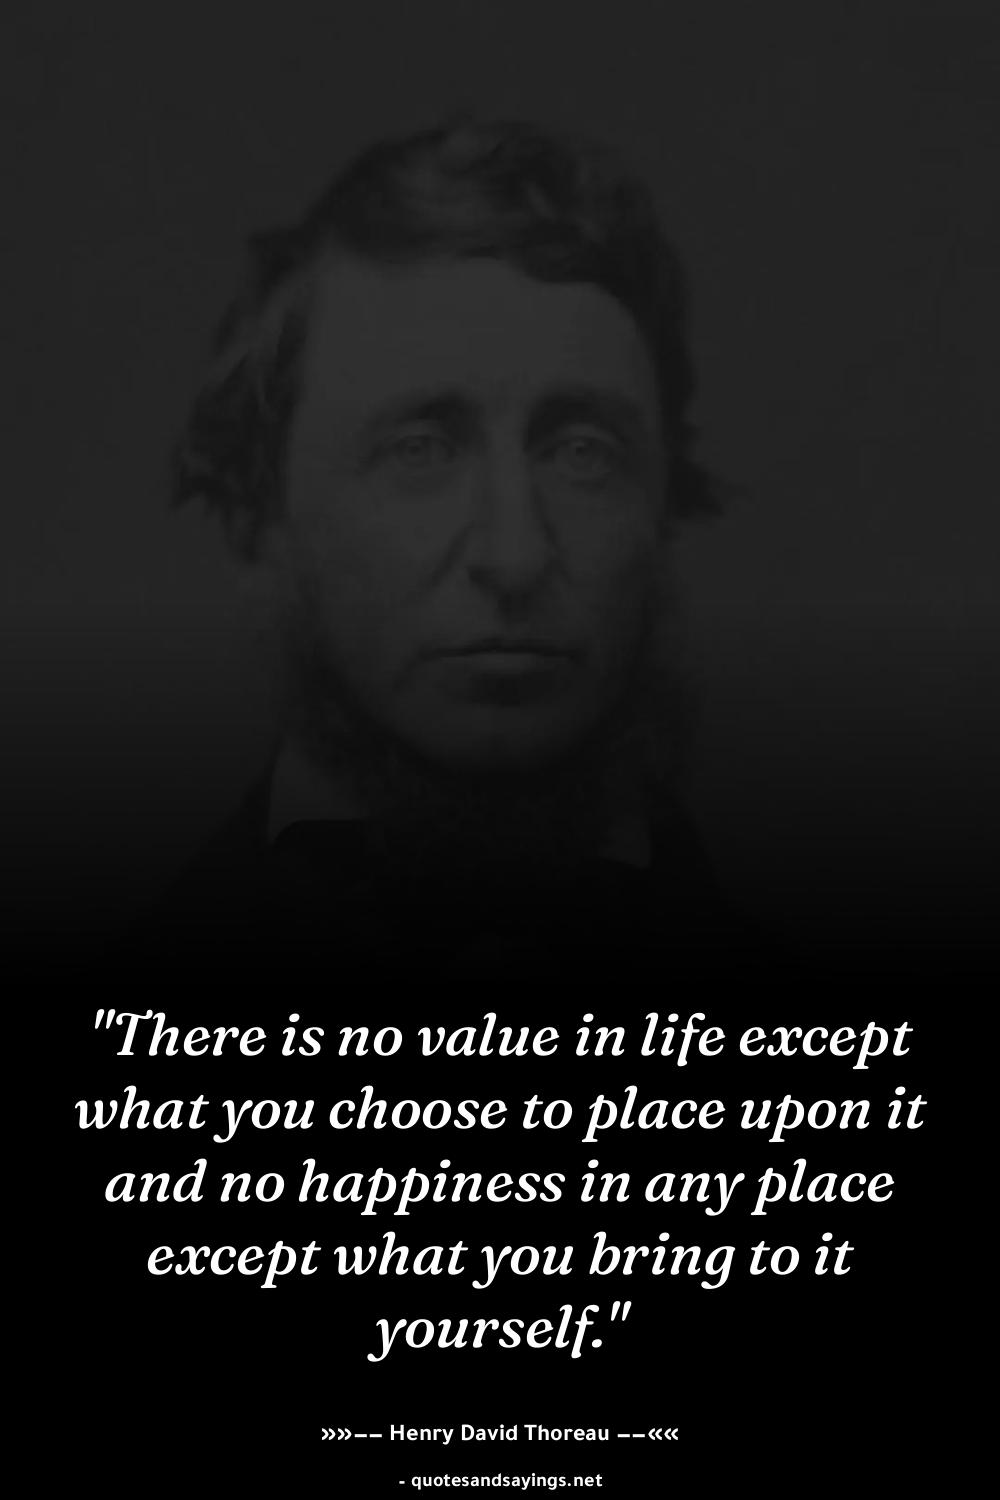 "There is no value in life except
what you choose to place upon it
and no happiness in any place
except what you bring to it
yourself."
»»–– Henry David Thoreau ––««
- quotesandsayings.net